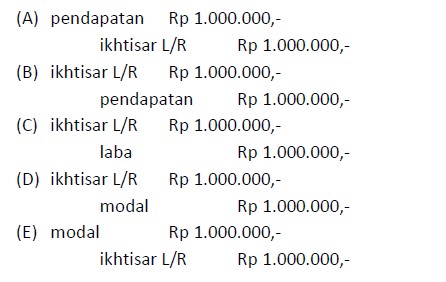 (A) pendapatan Rp 1.000.000,-
ikhtisar L/R Rp 1.000.000,-
(B) ikhtisar L/R Rp 1.000.000,-
pendapatan Rp 1.000.000,-
(C) ikhtisar L/R Rp 1.000.000,-
laba Rp 1.000.000,-
(D) ikhtisar L/R Rp 1.000.000,-
modal Rp 1.000.000,-
(E) modal Rp 1.000.000,-
ikhtisar L/R Rp 1.000.000,-